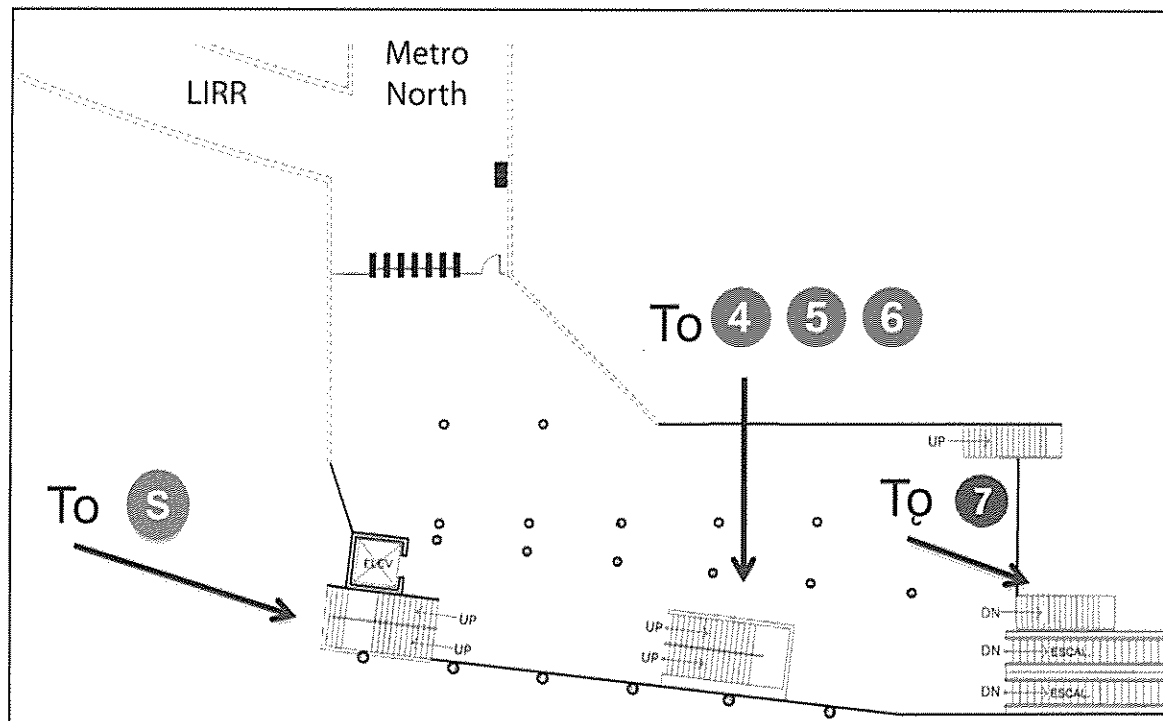 Metro
North
LIRR
To 4 5 6
UP
To S
To 7
ELEV
UP
UP
UP
UP
DN
DN ESCAL
DN ESCAL